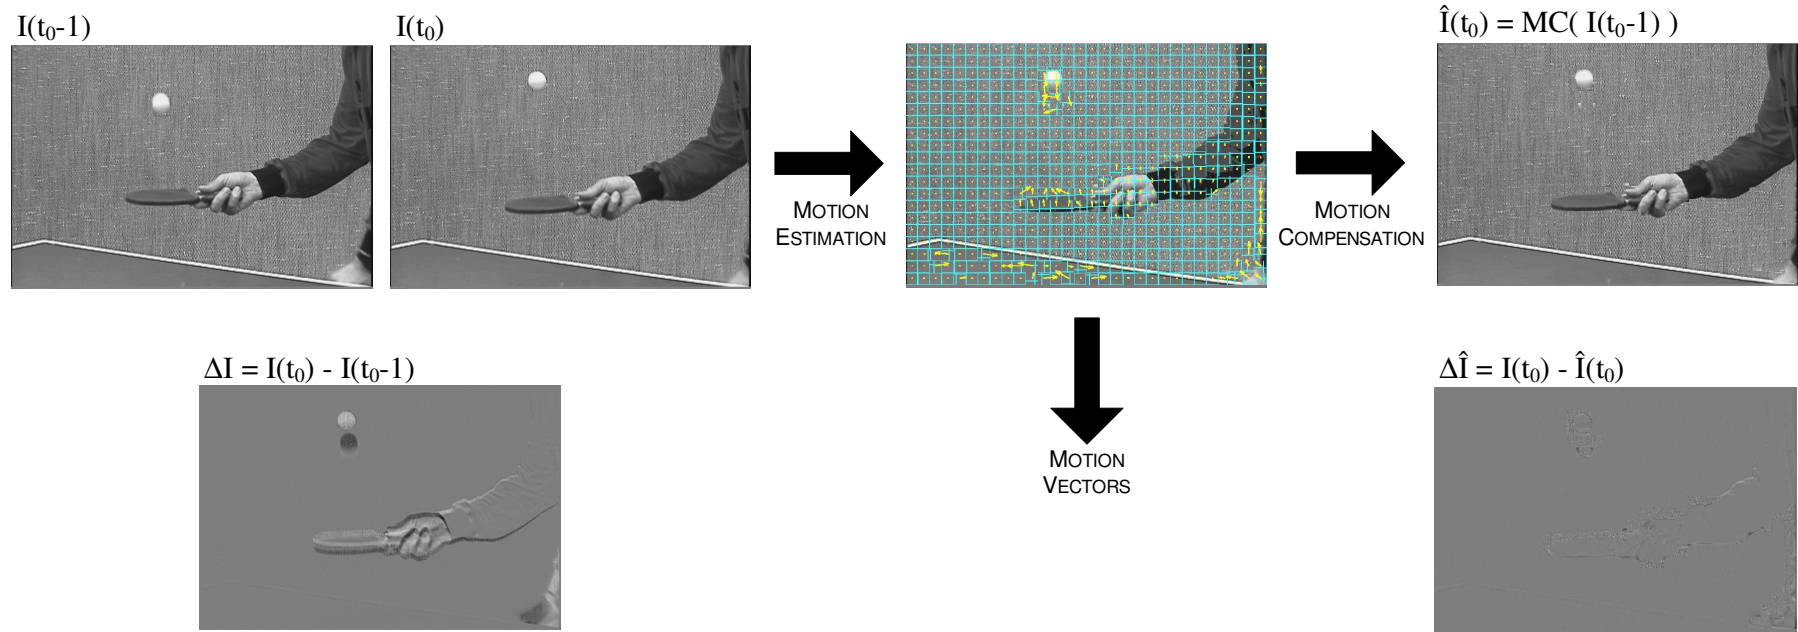 I(t₀-1)
I(t₀)
Î(t₀) = MC( I(t₀-1) )
MOTION
ESTIMATION
MOTION
COMPENSATION
ΔI = I(t₀) - I(t₀-1)
ΔÎ = I(t₀) - Î(t₀)
MOTION
VECTORS